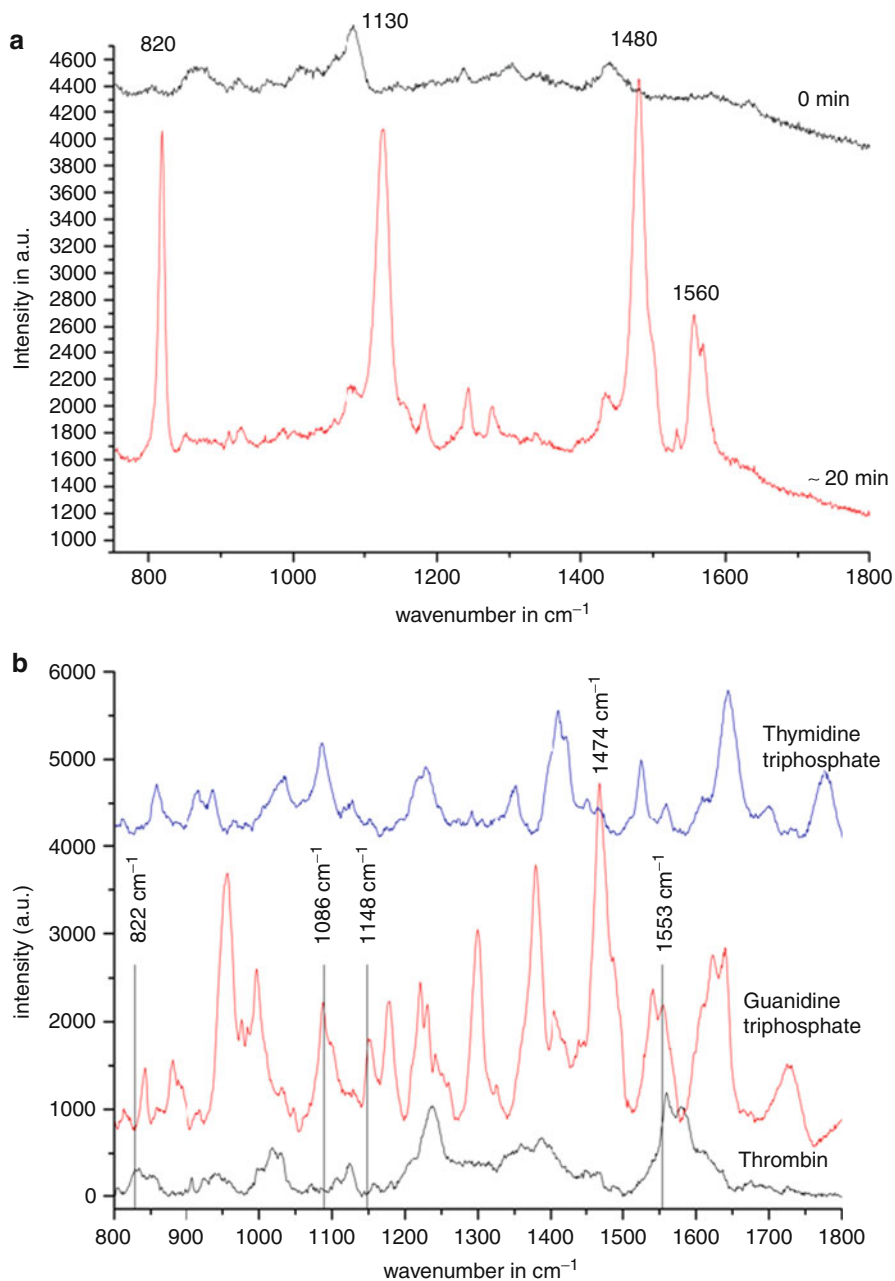 a
820
1130
1480
1560
0 min
~ 20 min
4600
4400
4200
4000
3800
3600
3400
3200
3000
2800
2600
2400
2200
2000
1800
1600
1400
1200
1000
Intensity in a.u.
800 1000 1200 1400 1600 1800
wavenumber in cm−1
b
6000
5000
4000
3000
2000
1000
0
intensity (a.u.)
822 cm−1
1086 cm−1
1148 cm−1
1474 cm−1
1553 cm−1
Thymidine
triphosphate
Guanidine
triphosphate
Thrombin
800 900 1000 1100 1200 1300 1400 1500 1600 1700 1800
wavenumber in cm−1